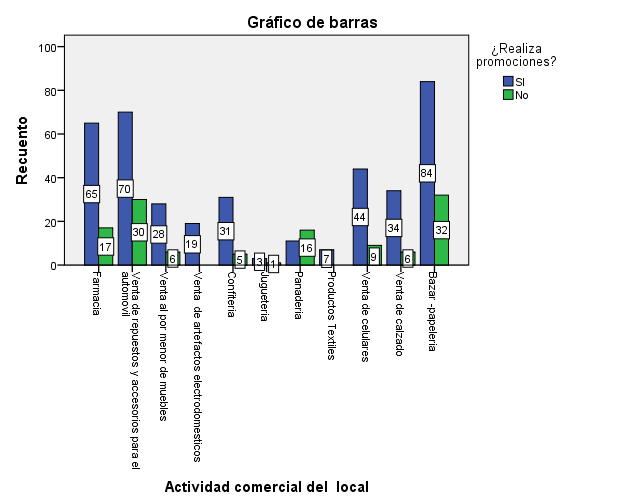 Gráfico de barras
¿Realiza
promociones?
SI
No
Recuento
100
80
60
40
20
0
65
17
70
30
28
6
19
31
5
3
1
16
7
44
9
34
6
84
32
Farmacia
Venta de repuestos y accesorios para el
automovil
Venta al por menor de muebles
Venta de artefactos electrodomesticos
Confiteria
Jugueteria
Panaderia
Productos Textiles
Venta de celulares
Venta de calzado
Bazar -papeleria
Actividad comercial del local